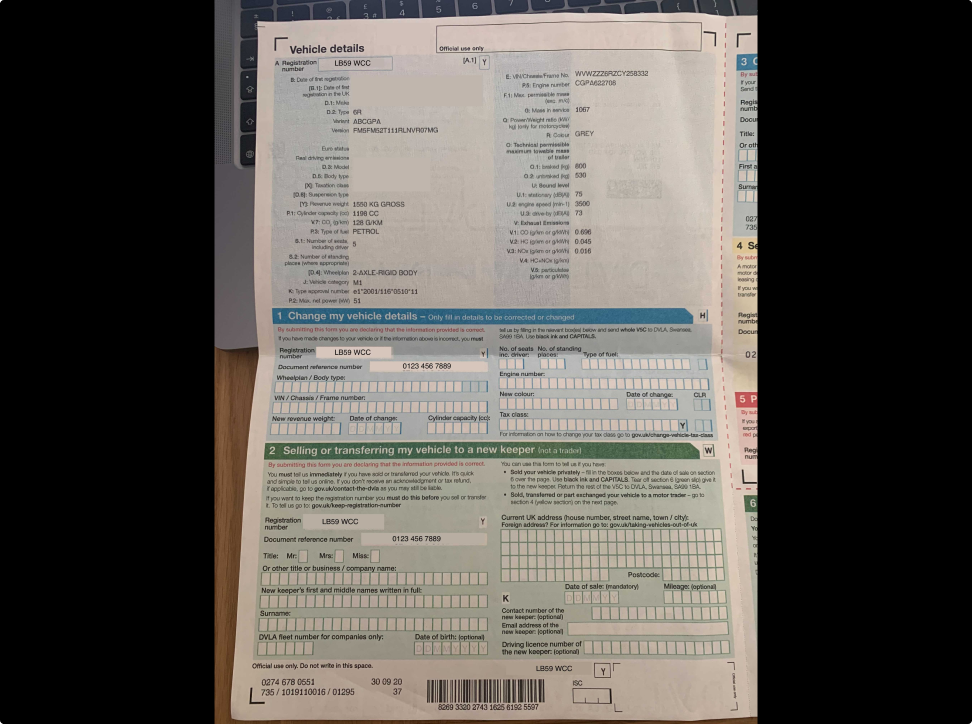 Vehicle details
Official use only
A Registration number LB59 WCC [A.1] Y
B: Date of first registration
[B.1]: Date of first registration in the UK
D.1: Make
D.2: Type 6R
Variant ABCGPA
Version FM5FM52T111RLNVR07MG
Euro status
Real driving emissions
D.3: Model
D.5: Body type
[X]: Taxation class
[D.6]: Suspension type
[Y]: Revenue weight 1550 KG GROSS
P.1: Cylinder capacity (cc) 1198 CC
V.7: CO2 (g/km) 128 G/KM
P.3: Type of fuel PETROL
S.1: Number of seats, including driver 5
S.2: Number of standing places (where appropriate)
[D.4]: Wheelplan 2-AXLE-RIGID BODY
J: Vehicle category M1
K: Type approval number e1*2001/116*0510*11
P.2: Max. net power (kW) 51
E: VIN/Chassis/Frame No. WVWZZZ6RZCY258332
P.5: Engine number CGPA622768
F.1: Max. permissible mass (exc. m/c)
G: Mass in service 1067
Q: Power/Weight ratio (kW/kg) (only for motorcycles)
R: Colour GREY
O: Technical permissible maximum towable mass of trailer
O.1: braked (kg) 800
O.2: unbraked (kg) 530
U: Sound level
U.1: stationary (dB(A)) 75
U.2: engine speed (min-1) 3500
U.3: drive-by (dB(A)) 73
V: Exhaust Emissions
V.1: CO (g/km or g/kWh) 0.696
V.2: HC (g/km or g/kWh) 0.045
V.3: NOx (g/km or g/kWh) 0.016
V.4: HC+NOx (g/km)
V.5: particulates (g/km or g/kWh)
1 Change my vehicle details – Only fill in details to be corrected or changed H
By submitting this form you are declaring that the information provided is correct.
If you have made changes to your vehicle or if the information above is incorrect, you must
tell us by filling in the relevant box(es) below and send whole V5C to DVLA, Swansea,
SA99 1BA. Use black ink and CAPITALS.
Registration number LB59 WCC Y
Document reference number 0123 456 7889
Wheelplan / Body type:
VIN / Chassis / Frame number:
New revenue weight: Date of change: Cylinder capacity (cc):
No. of seats inc. driver: No. of standing places: Type of fuel:
Engine number:
New colour: Date of change: CLR
Tax class: Y
For information on how to change your tax class go to gov.uk/change-vehicle-tax-class
2 Selling or transferring my vehicle to a new keeper (not a trader) W
By submitting this form you are declaring that the information provided is correct.
You must tell us immediately if you have sold or transferred your vehicle. It's quick
and simple to tell us online. If you don't receive an acknowledgment or tax refund,
if applicable, go to gov.uk/contact-the-dvla as you may still be liable.
If you want to keep the registration number you must do this before you sell or transfer
it. To tell us go to: gov.uk/keep-registration-number
Registration number LB59 WCC Y
Document reference number 0123 456 7889
Title: Mr: Mrs: Miss:
Or other title or business / company name:
New keeper's first and middle names written in full:
Surname:
DVLA fleet number for companies only: Date of birth: (optional)
D D M M Y Y Y Y
You can use this form to tell us if you have:
• Sold your vehicle privately – fill in the boxes below and the date of sale on section
6 over the page. Use black ink and CAPITALS. Tear off section 6 (green slip) give it
to the new keeper. Return the rest of the V5C to DVLA, Swansea, SA99 1BA.
• Sold, transferred or part exchanged your vehicle to a motor trader – go to
section 4 (yellow section) on the next page.
Current UK address (house number, street name, town / city):
Foreign address? For information go to: gov.uk/taking-vehicles-out-of-uk
Postcode:
Date of sale: (mandatory) Mileage: (optional)
K D D M M Y Y
Contact number of the new keeper: (optional)
Email address of the new keeper: (optional)
Driving licence number of the new keeper: (optional)
Official use only. Do not write in this space.
LB59 WCC Y
0274 678 0551 30 09 20
735 / 1019110016 / 01295 37
8269 3320 2743 1625 6192 5597
ISC